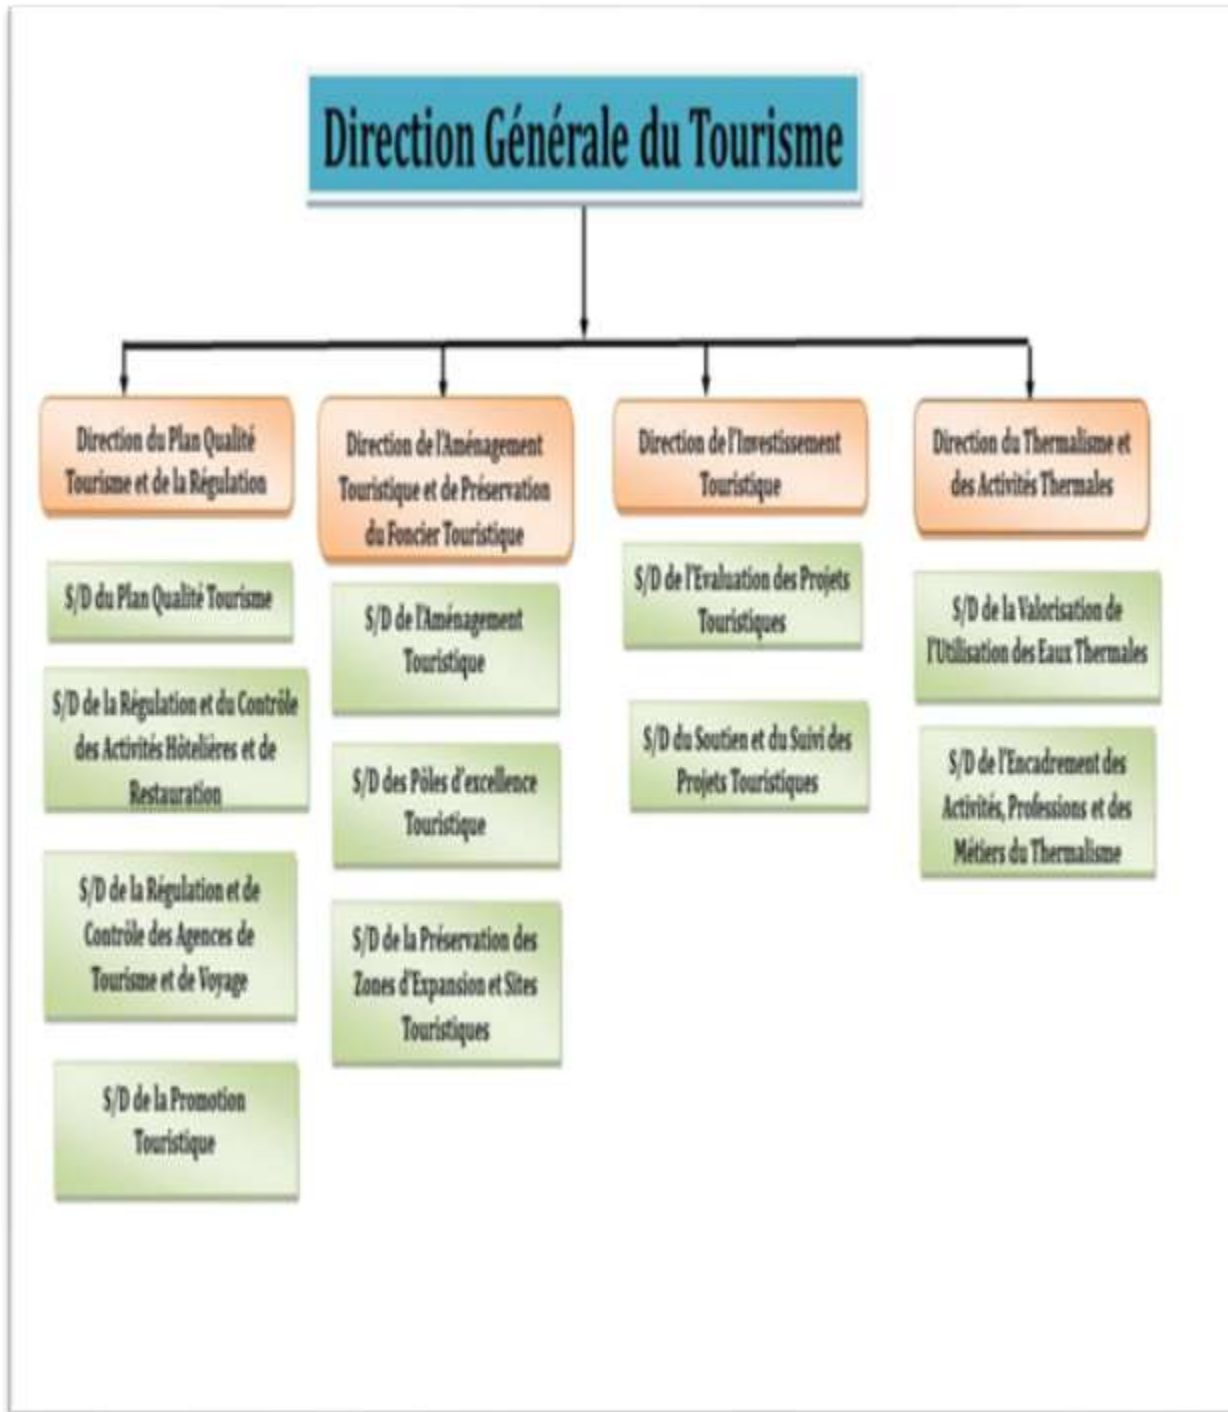 Direction Générale du Tourisme
Direction du Plan Qualité
Tourisme et de la Régulation
S/D du Plan Qualité Tourisme
S/D de la Régulation et du Contrôle
des Activités Hôtelières et de
Restauration
S/D de la Régulation et de
Contrôle des Agences de
Tourisme et de Voyage
S/D de la Promotion
Touristique
Direction de l'Aménagement
Touristique et de Préservation
du Foncier Touristique
S/D de l'Aménagement
Touristique
S/D des Pôles d'excellence
Touristique
S/D de la Préservation des
Zones d'Expansion et Sites
Touristiques
Direction de l'Investissement
Touristique
S/D de l'Evaluation des Projets
Touristiques
S/D du Soutien et du Suivi des
Projets Touristiques
Direction du Thermalisme et
des Activités Thermales
S/D de la Valorisation de
l'Utilisation des Eaux Thermales
S/D de l'Encadrement des
Activités, Professions et des
Métiers du Thermalisme